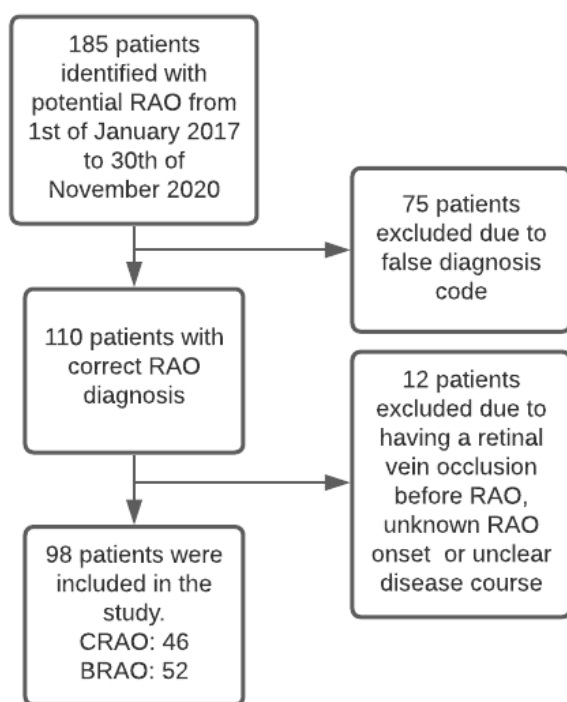 185 patients
identified with
potential RAO from
1st of January 2017
to 30th of
November 2020
75 patients
excluded due to
false diagnosis
code
110 patients with
correct RAO
diagnosis
12 patients
excluded due to
having a retinal
vein occlusion
before RAO,
unknown RAO
onset or unclear
disease course
98 patients were
included in the
study.
CRAO: 46
BRAO: 52